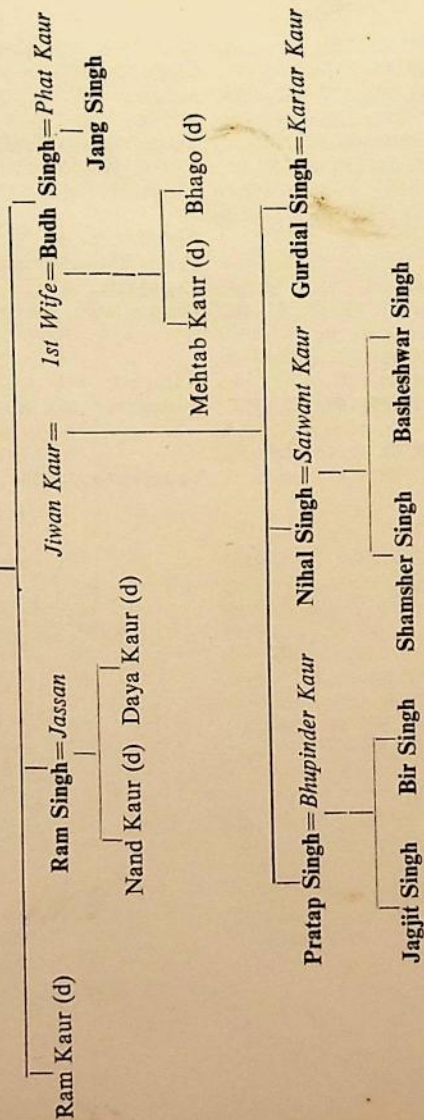 Ram Kaur (d) Ram Singh=Jassan Jiwan Kaur= 1st Wife=Budh Singh=Phat Kaur
Nand Kaur (d) Daya Kaur (d) Jang Singh
Mehtab Kaur (d) Bhago (d)
Pratap Singh=Bhupinder Kaur Nihal Singh=Satwant Kaur Gurdial Singh=Kartar Kaur
Jagjit Singh Bir Singh Shamsher Singh Basheshwar Singh